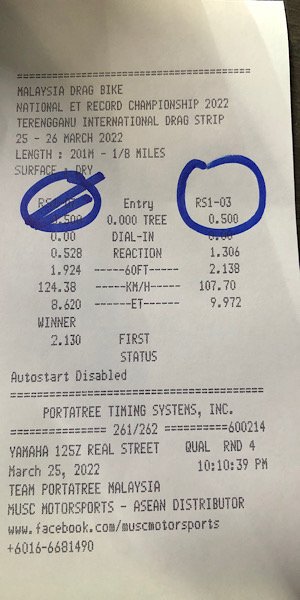 MALAYSIA DRAG BIKE
NATIONAL ET RECORD CHAMPIONSHIP 2022
TERENGGANU INTERNATIONAL DRAG STRIP
25 - 26 MARCH 2022
LENGTH : 201M - 1/8 MILES
SURFACE : DRY
Entry RS1-03
0.500 0.000 TREE 0.500
0.00 DIAL-IN 0.00
0.528 REACTION 1.306
1.924 ------60FT------ 2.138
124.38 ------KM/H------ 107.70
8.620 -------ET------- 9.972
WINNER
2.130 FIRST
STATUS
Autostart Disabled
PORTATREE TIMING SYSTEMS, INC.
=============== 261/262 ==========600214
YAMAHA 125Z REAL STREET QUAL RND 4
March 25, 2022 10:10:39 PM
TEAM PORTATREE MALAYSIA
MUSC MOTORSPORTS - ASEAN DISTRIBUTOR
www.facebook.com/muscmotorsports
+6016-6681490